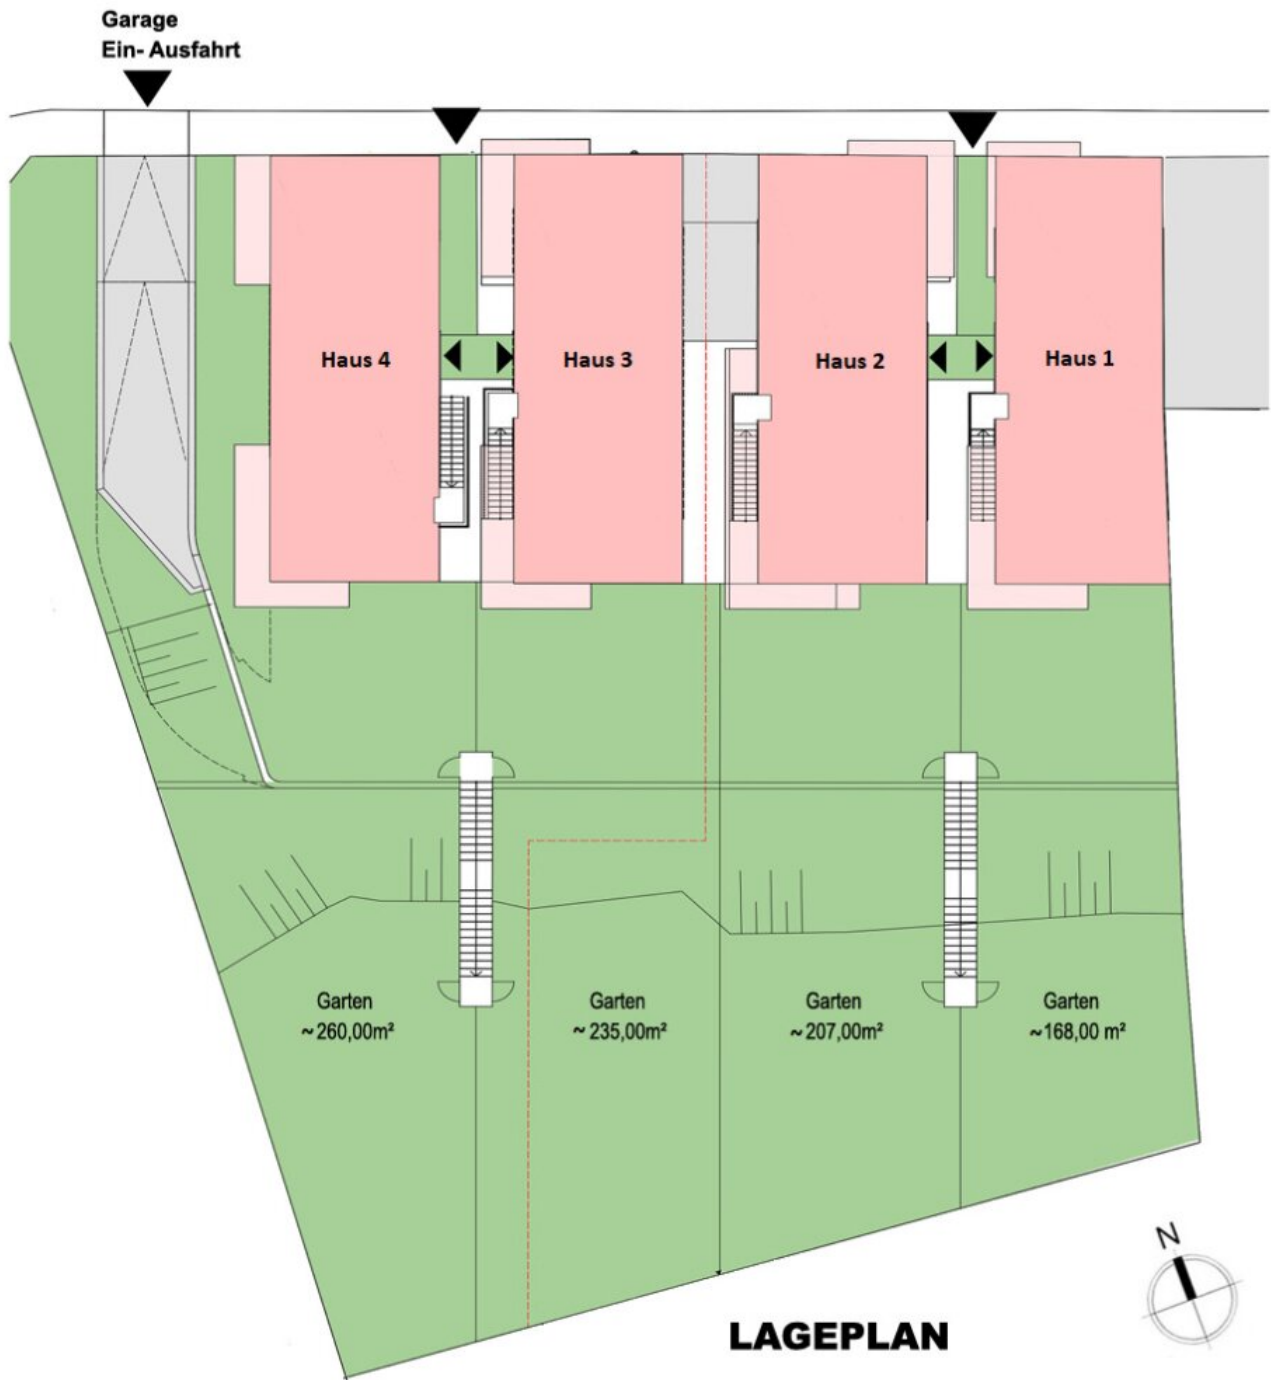 Garage
Ein- Ausfahrt
Haus 4
Haus 3
Haus 2
Haus 1
Garten
~260,00m²
Garten
~ 235,00m²
Garten
~207,00m²
Garten
~168,00 m²
N
LAGEPLAN